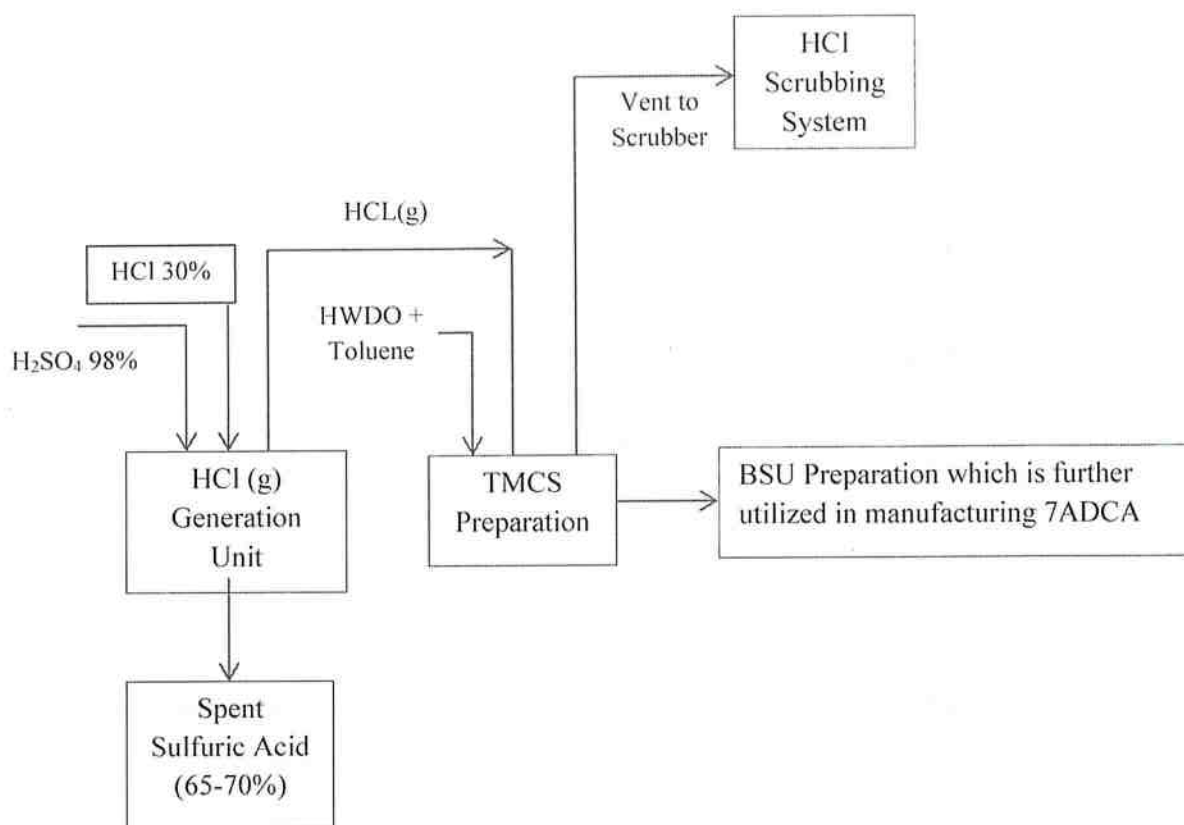 HCl
Scrubbing
System
Vent to
Scrubber
HCL(g)
HCl 30%
H₂SO₄ 98%
HWDO +
Toluene
HCl (g)
Generation
Unit
TMCS
Preparation
BSU Preparation which is further
utilized in manufacturing 7ADCA
Spent
Sulfuric Acid
(65-70%)